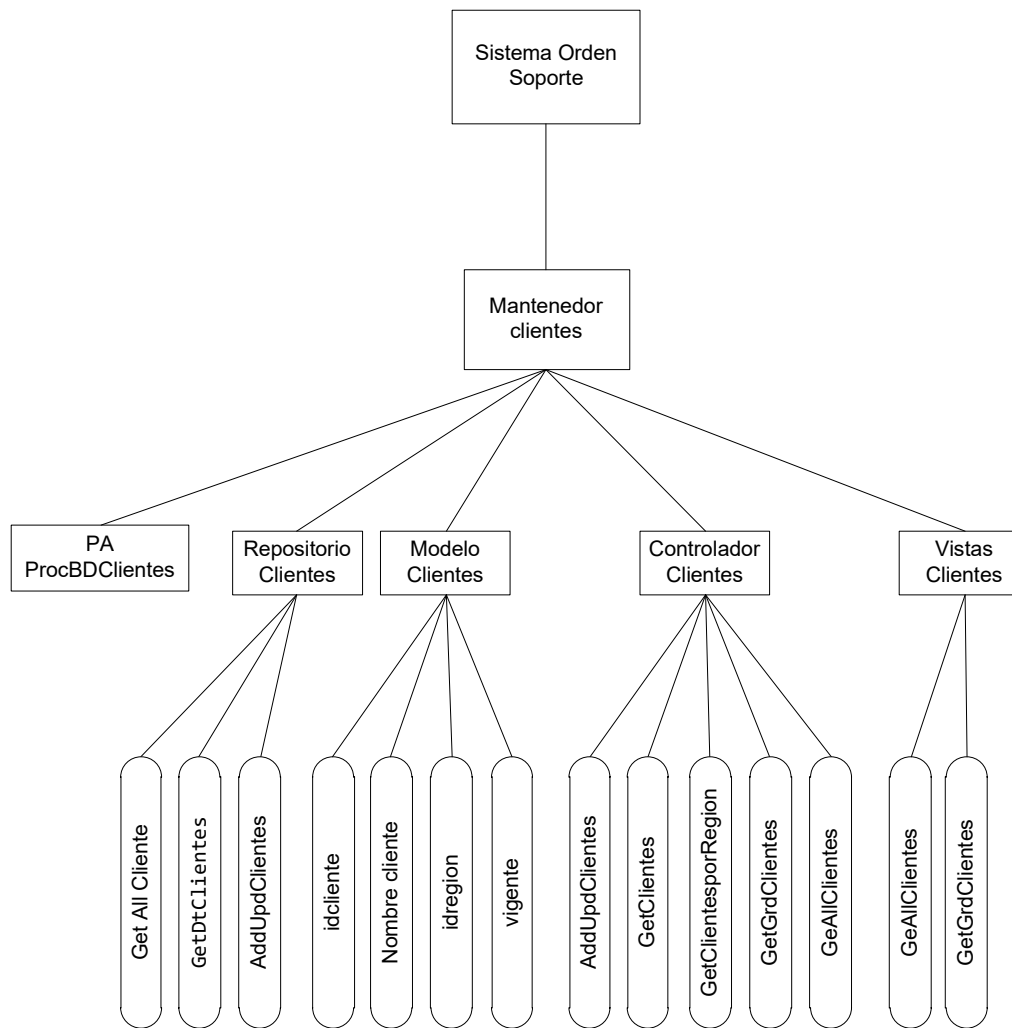 Sistema Orden
Soporte
Mantenedor
clientes
PA
ProcBDClientes
Repositorio
Clientes
Modelo
Clientes
Controlador
Clientes
Vistas
Clientes
Get All Cliente
GetDtClientes
AddUpdClientes
idcliente
Nombre cliente
idregion
vigente
AddUpdClientes
GetClientes
GetClientesporRegion
GetGrdClientes
GeAllClientes
GeAllClientes
GetGrdClientes